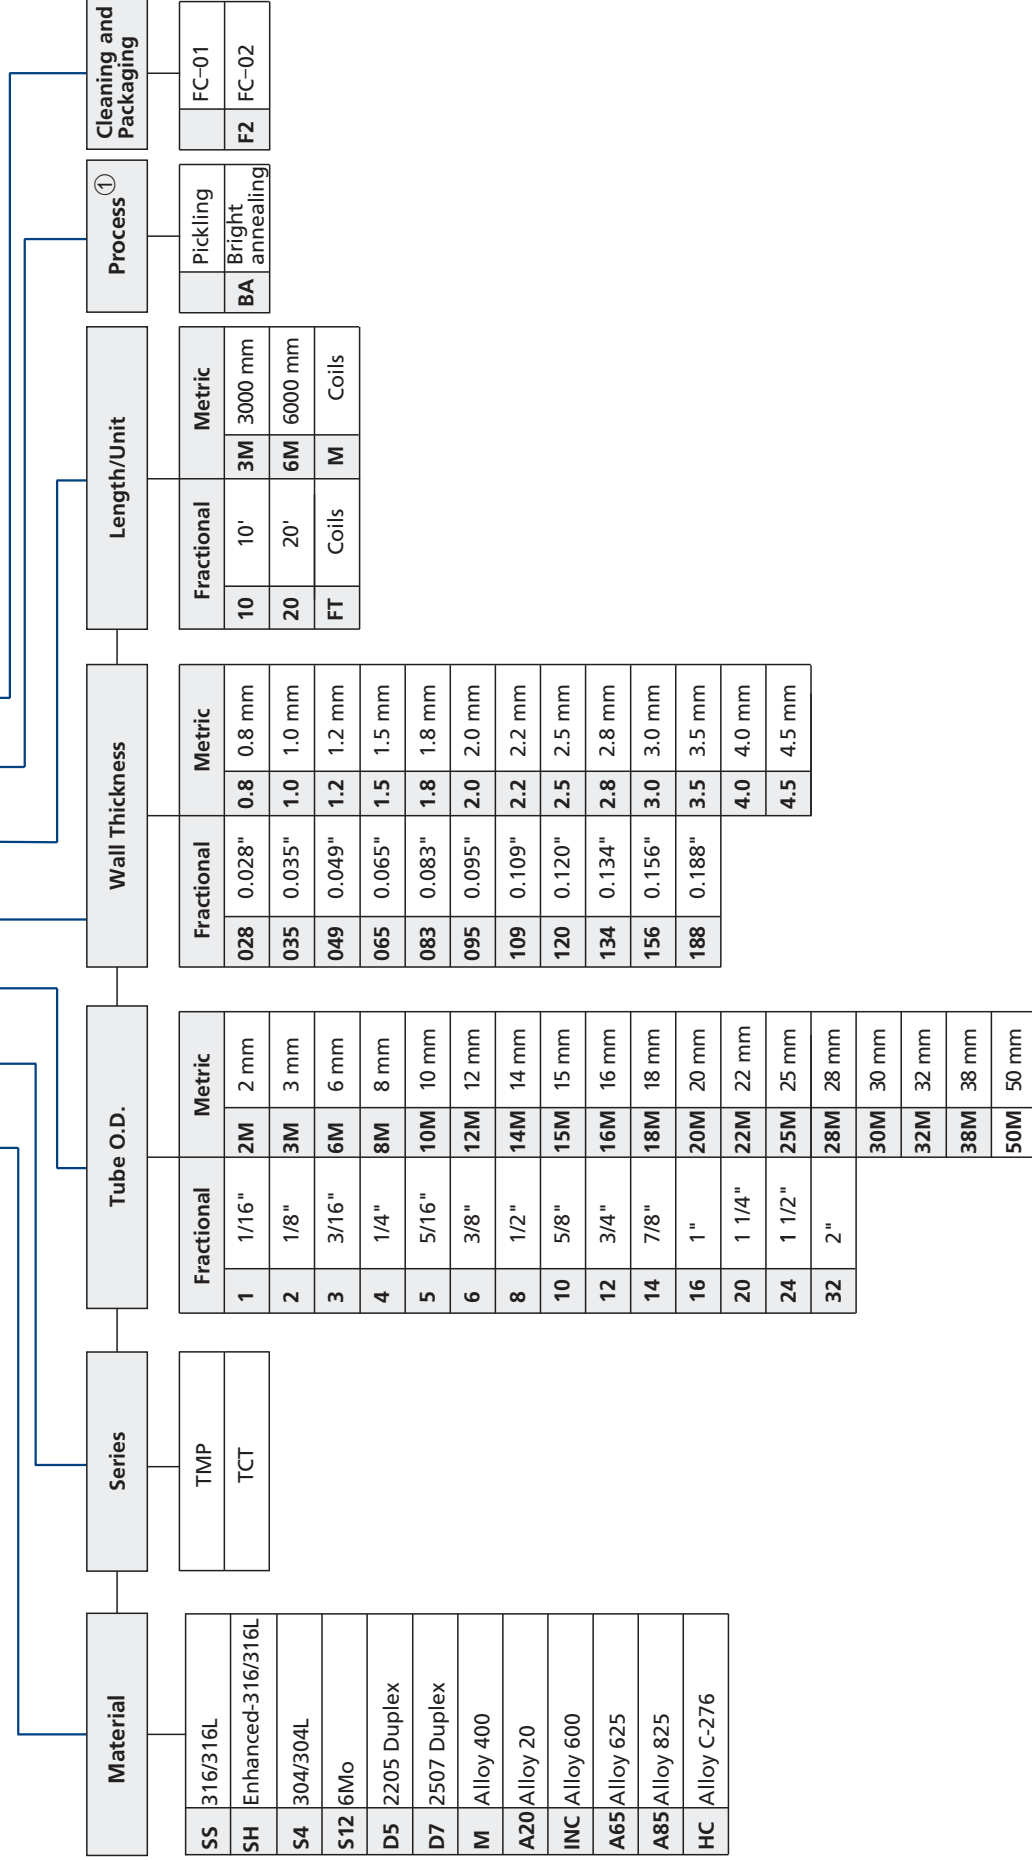 Material
SS 316/316L
SH Enhanced-316/316L
S4 304/304L
S12 6Mo
D5 2205 Duplex
D7 2507 Duplex
M Alloy 400
A20 Alloy 20
INC Alloy 600
A65 Alloy 625
A85 Alloy 825
HC Alloy C-276
Series
TMP
TCT
Tube O.D.
Fractional Metric
1 1/16" 2M 2 mm
2 1/8" 3M 3 mm
3 3/16" 6M 6 mm
4 1/4" 8M 8 mm
5 5/16" 10M 10 mm
6 3/8" 12M 12 mm
8 1/2" 14M 14 mm
10 5/8" 15M 15 mm
12 3/4" 16M 16 mm
14 7/8" 18M 18 mm
16 1" 20M 20 mm
20 1 1/4" 22M 22 mm
24 1 1/2" 25M 25 mm
32 2" 28M 28 mm
30M 30 mm
32M 32 mm
38M 38 mm
50M 50 mm
Wall Thickness
Fractional Metric
028 0.028" 0.8 0.8 mm
035 0.035" 1.0 1.0 mm
049 0.049" 1.2 1.2 mm
065 0.065" 1.5 1.5 mm
083 0.083" 1.8 1.8 mm
095 0.095" 2.0 2.0 mm
109 0.109" 2.2 2.2 mm
120 0.120" 2.5 2.5 mm
134 0.134" 2.8 2.8 mm
156 0.156" 3.0 3.0 mm
188 0.188" 3.5 3.5 mm
4.0 4.0 mm
4.5 4.5 mm
Length/Unit
Fractional Metric
10 10' 3M 3000 mm
20 20' 6M 6000 mm
FT Coils M Coils
Process ①
Pickling
BA Bright
annealing
Cleaning and
Packaging
FC-01
F2 FC-02